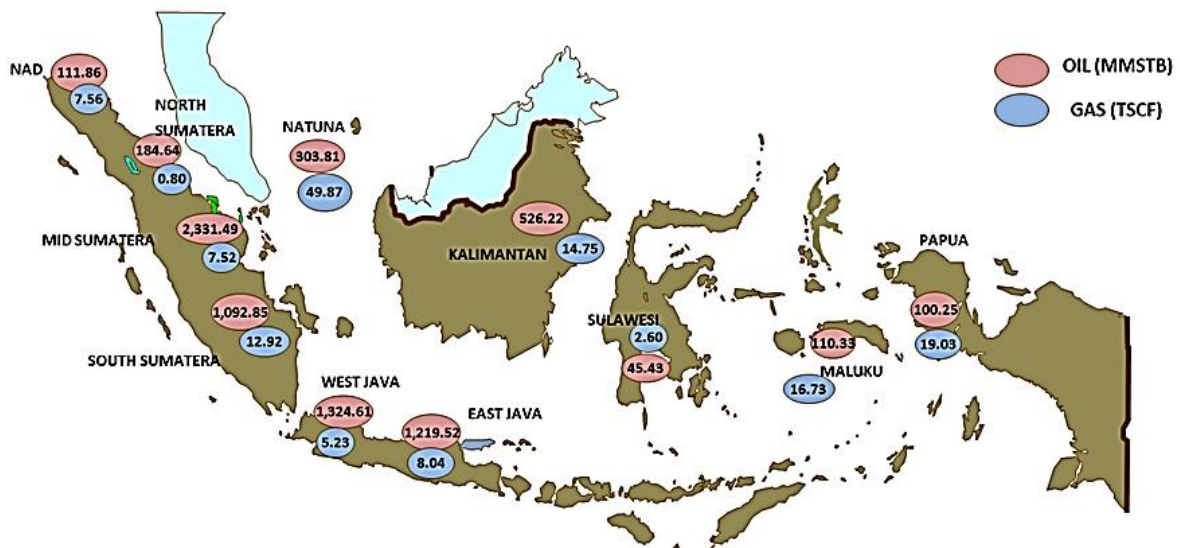 NAD
111.86
7.56
NORTH
SUMATERA
184.64
0.80
NATUNA
303.81
49.87
OIL (MMSTB)
GAS (TSCF)
MID SUMATERA
2,331.49
7.52
526.22
KALIMANTAN
14.75
PAPUA
100.25
19.03
1,092.85
12.92
SOUTH SUMATERA
SULAWESI
2.60
45.43
110.33
MALUKU
16.73
WEST JAVA
1,324.61
5.23
EAST JAVA
1,219.52
8.04